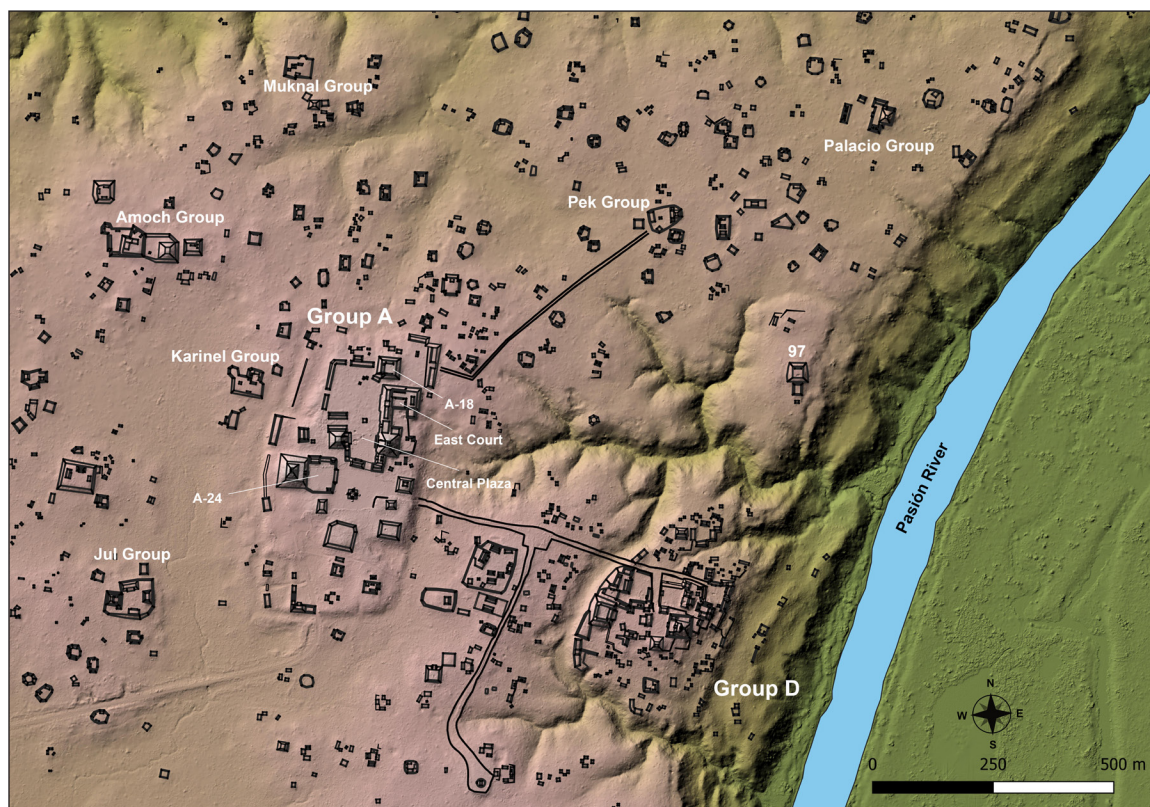 Muknal Group
Palacio Group
Amoch Group
Pek Group
Group A
Karinel Group
97
A-18
East Court
Central Plaza
A-24
Pasión River
Jul Group
Group D
N
W E
S
0 250 500 m